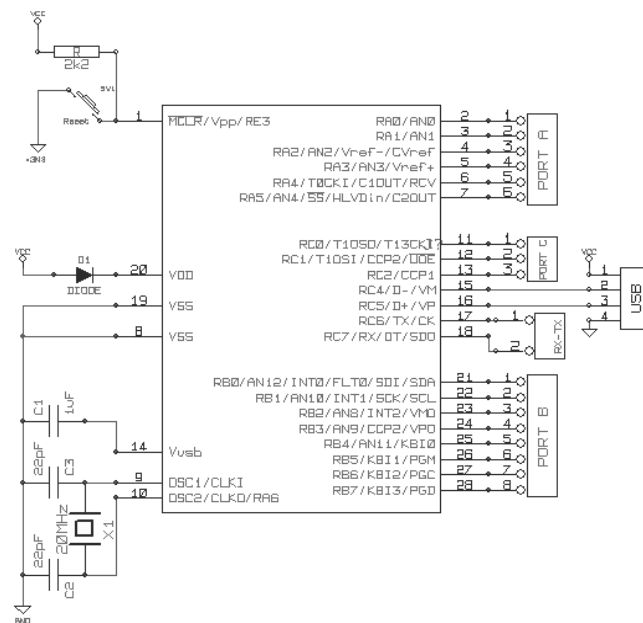 VCC
R
2k2
SW1
Reset
1 MCLR/Vpp/RE3
RA0/AN0 2 1
RA1/AN1 3 2
RA2/AN2/Vref-/CVref 4 3
RA3/AN3/Vref+ 5 4
RA4/T0CKI/C1OUT/RCV 6 5
RA5/AN4/SS/HLVDin/C2OUT 7 6
PORT A
RC0/T1OSO/T13CKI 11 1
RC1/T1OSI/CCP2/UOE 12 2
RC2/CCP1 13 3
PORT C
RC4/D-/VM 15 2
RC5/D+/VP 16 3
VCC 1
4
USB
RC6/TX/CK 17 1
RC7/RX/DT/SDO 18 2
RX-TX
VCC
D1
DIODE
20 VDD
19 VSS
8 VSS
RB0/AN12/INT0/FLT0/SDI/SDA 21 1
RB1/AN10/INT1/SCK/SCL 22 2
RB2/AN8/INT2/VMO 23 3
RB3/AN9/CCP2/VPO 24 4
RB4/AN11/KBI0 25 5
RB5/KBI1/PGM 26 6
RB6/KBI2/PGC 27 7
RB7/KBI3/PGD 28 8
PORT B
C1
1uF
14 Vusb
22pF
C3
9 OSC1/CLKI
10 OSC2/CLKO/RA6
20MHz
X1
22pF
C2
GND